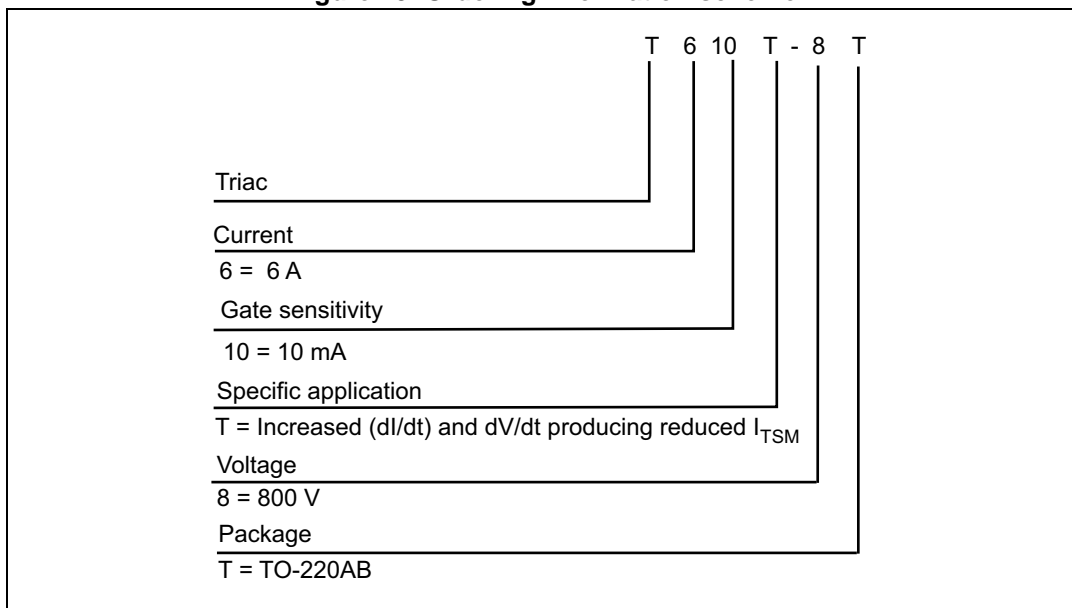 T 6 10 T - 8 T
Triac
Current
6 = 6 A
Gate sensitivity
10 = 10 mA
Specific application
T = Increased (dI/dt) and dV/dt producing reduced ITSM
Voltage
8 = 800 V
Package
T = TO-220AB